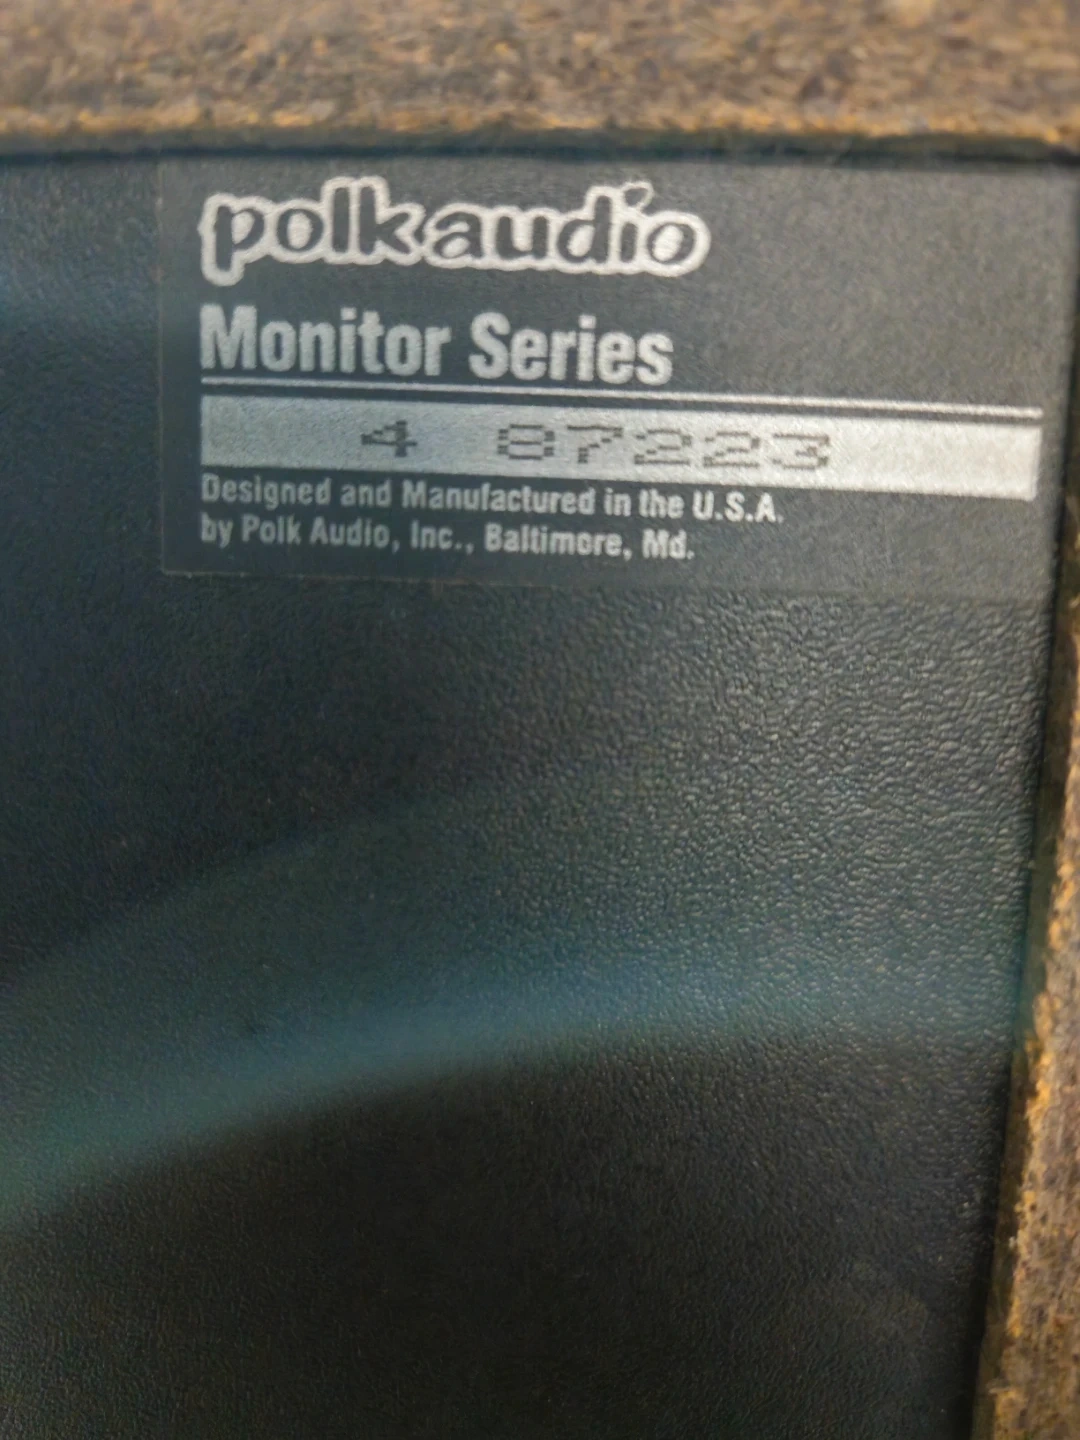 polkaudio
Monitor Series
4 87223
Designed and Manufactured in the U.S.A.
by Polk Audio, Inc., Baltimore, Md.